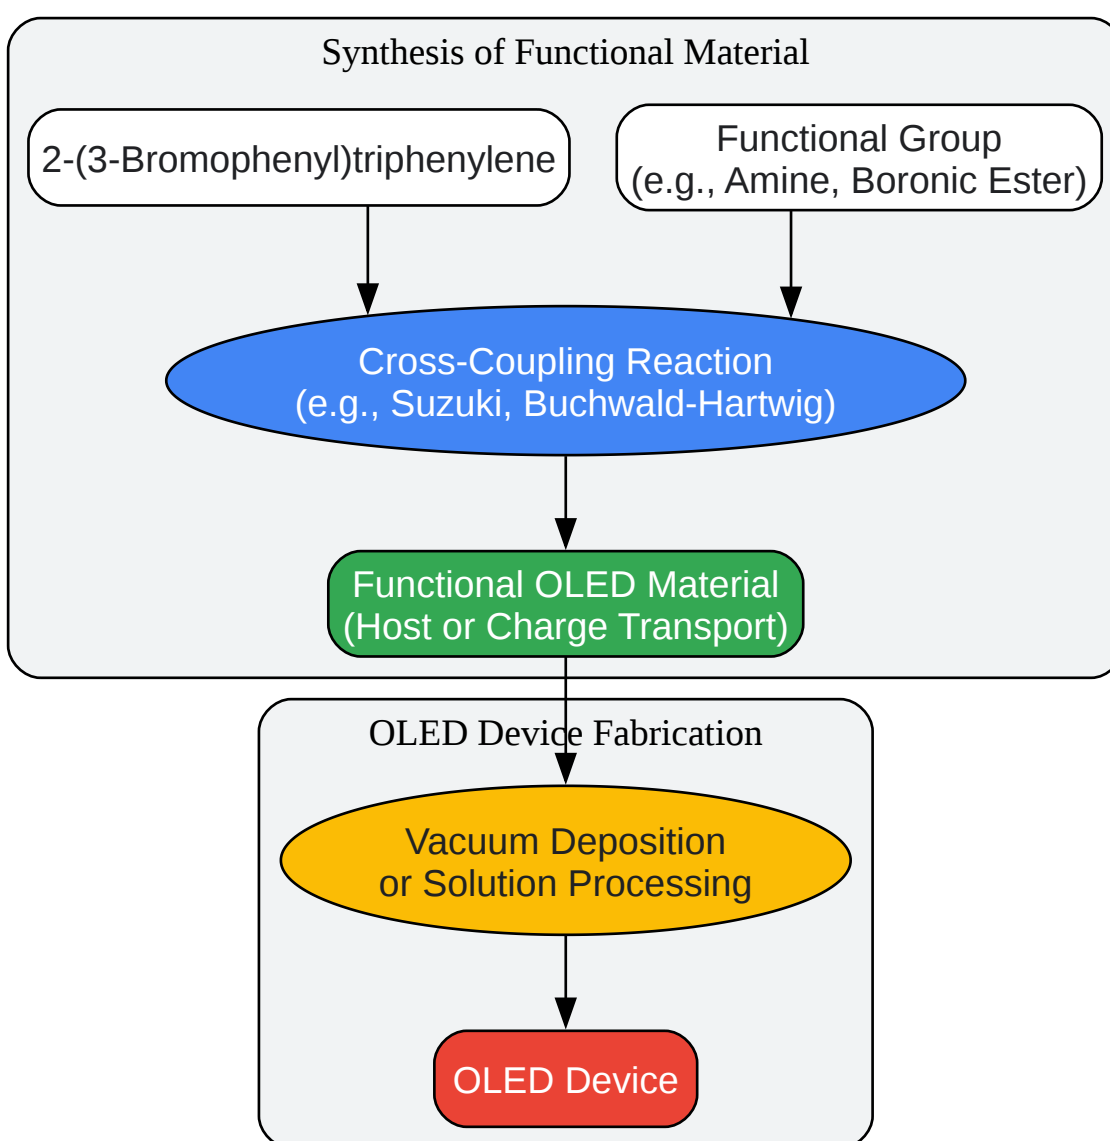 Synthesis of Functional Material
2-(3-Bromophenyl)triphenylene
Functional Group
(e.g., Amine, Boronic Ester)
Cross-Coupling Reaction
(e.g., Suzuki, Buchwald-Hartwig)
Functional OLED Material
(Host or Charge Transport)
OLED Device Fabrication
Vacuum Deposition
or Solution Processing
OLED Device